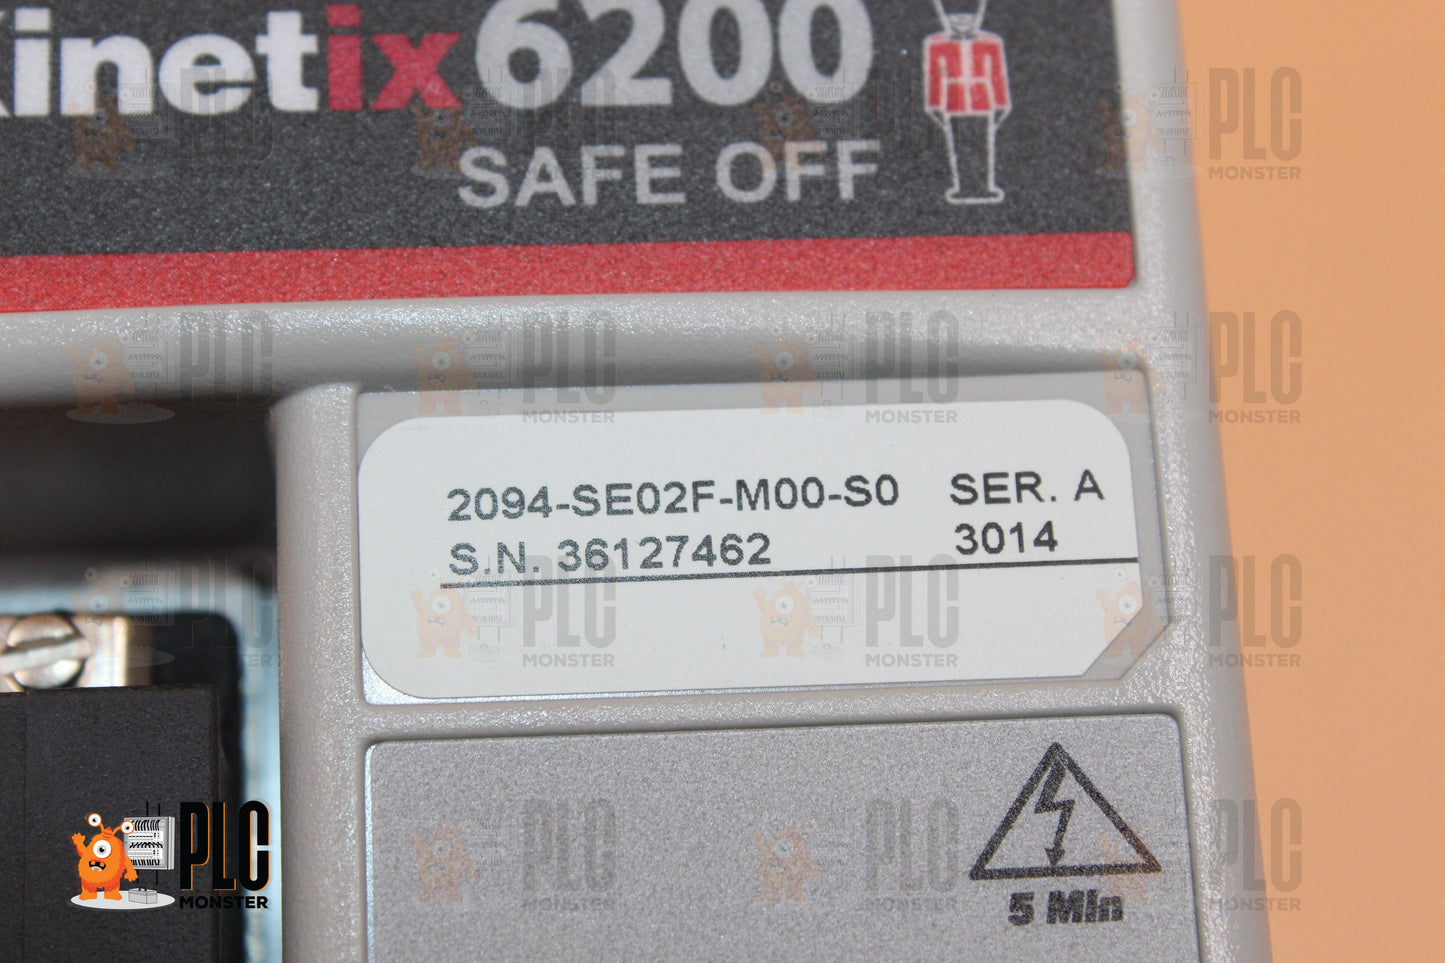 kinetix 6200
SAFE OFF
2094-SE02F-M00-S0 SER. A
S.N. 36127462 3014
5 Min
PLC
MONSTER